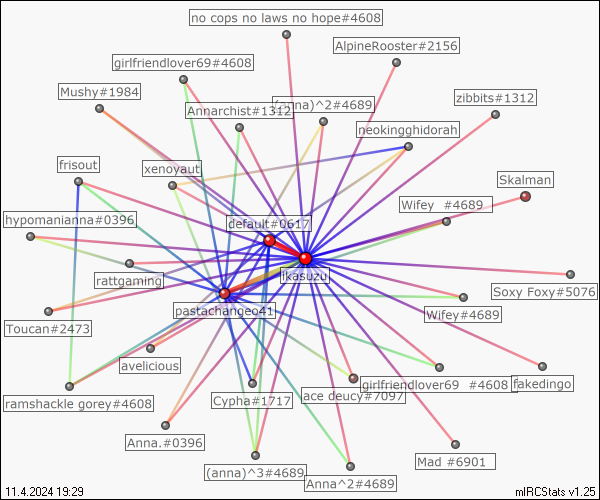 no cops no laws no hope#4608
AlpineRooster#2156
girlfriendlover69#4608
Mushy#1984
Annarchist#1312
(anna)^2#4689
zibbits#1312
neokingghidorah
frisout
xenoyaut
Skalman
Wifey #4689
hypomanianna#0396
default#0617
rattgaming
ikasuzu
Soxy Foxy#5076
pastachangeo41
Wifey#4689
Toucan#2473
avelicious
girlfriendlover69 #4608
fakedingo
ramshackle gorey#4608
Cypha#1717
ace deucy#7097
Anna.#0396
Mad #6901
(anna)^3#4689
Anna^2#4689
11.4.2024 19:29
mIRCStats v1.25